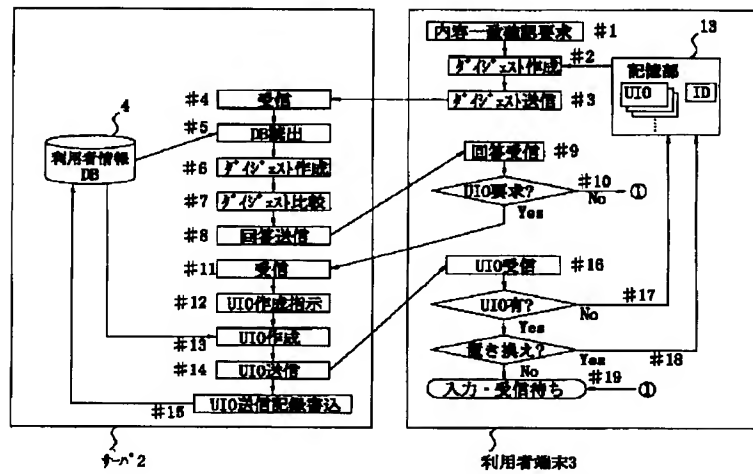 内容一致確認要求 #1
#2
ﾀﾞｲｼﾞｪｽﾄ作成
ﾀﾞｲｼﾞｪｽﾄ送信 #3
13
記憶部
UIO
ID
#4 受信
#5 DB読出
4
利用者情報
DB
#6 ﾀﾞｲｼﾞｪｽﾄ作成
#7 ﾀﾞｲｼﾞｪｽﾄ比較
#8 回答送信
回答受信 #9
UIO要求? #10
No ①
Yes
#11 受信
#12 UIO作成指示
#13 UIO作成
#14 UIO送信
#15 UIO送信記録書込
UIO受信 #16
UIO有? #17
No
Yes
置き換え? Yes #18
No
入力・受信待ち #19 ①
ｻｰﾊﾞ2
利用者端末3